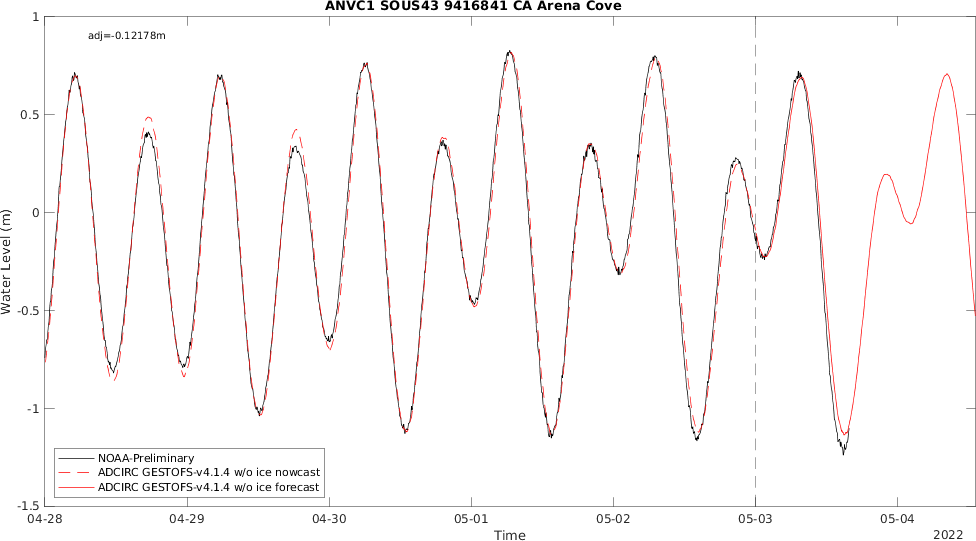 ANVC1 SOUS43 9416841 CA Arena Cove
adj=-0.12178m
1
0.5
0
-0.5
-1
-1.5
Water Level (m)
NOAA-Preliminary
ADCIRC GESTOFS-v4.1.4 w/o ice nowcast
ADCIRC GESTOFS-v4.1.4 w/o ice forecast
04-28 04-29 04-30 05-01 05-02 05-03 05-04
Time
2022